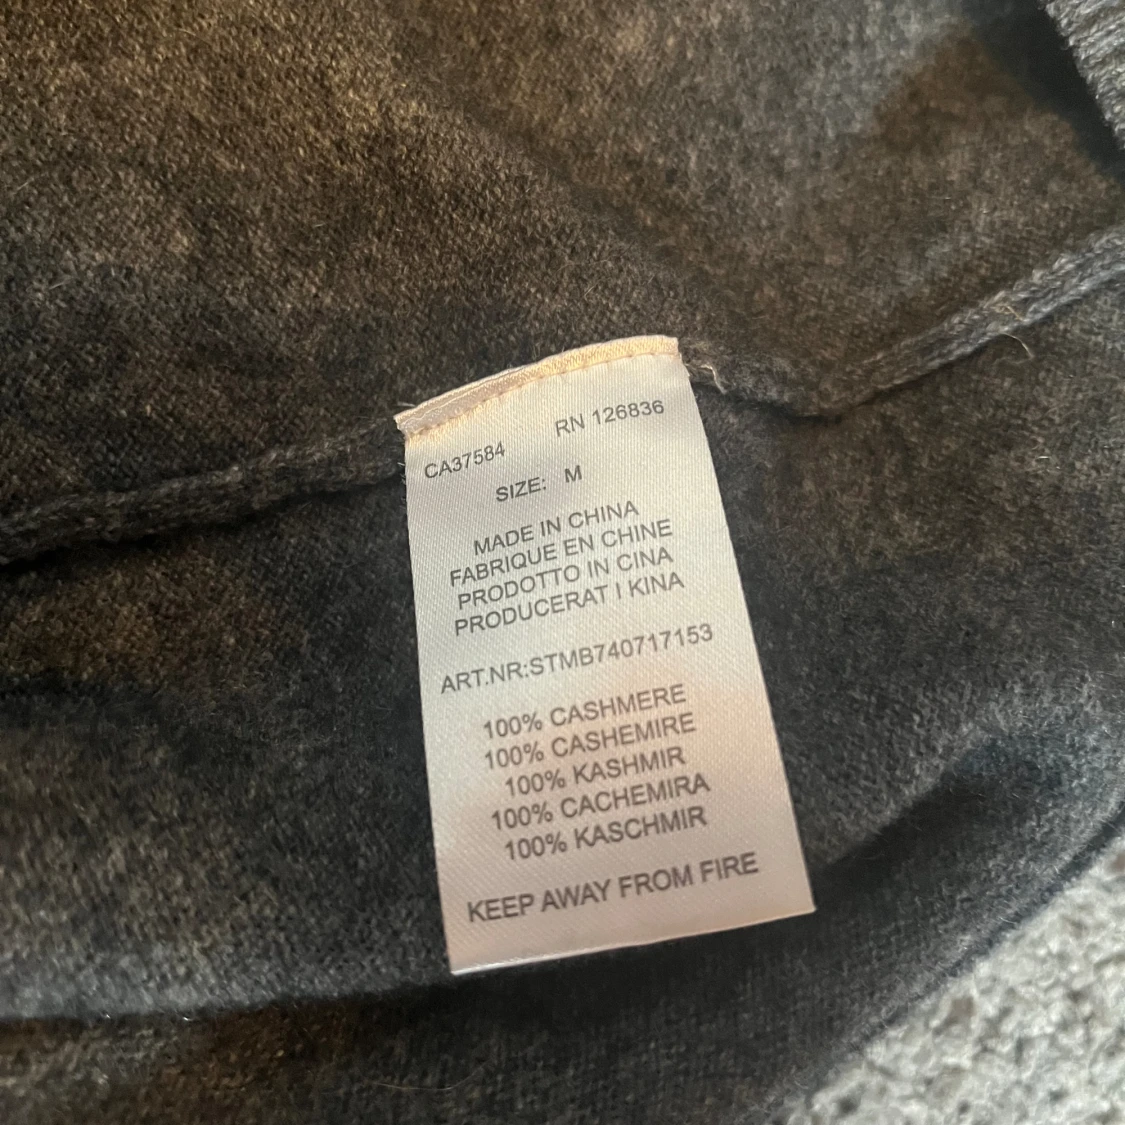 CA37584 RN 126836
SIZE: M
MADE IN CHINA
FABRIQUE EN CHINE
PRODOTTO IN CINA
PRODUCERAT I KINA
ART.NR:STMB740717153
100% CASHMERE
100% CASHEMIRE
100% KASHMIR
100% CACHEMIRA
100% KASCHMIR
KEEP AWAY FROM FIRE